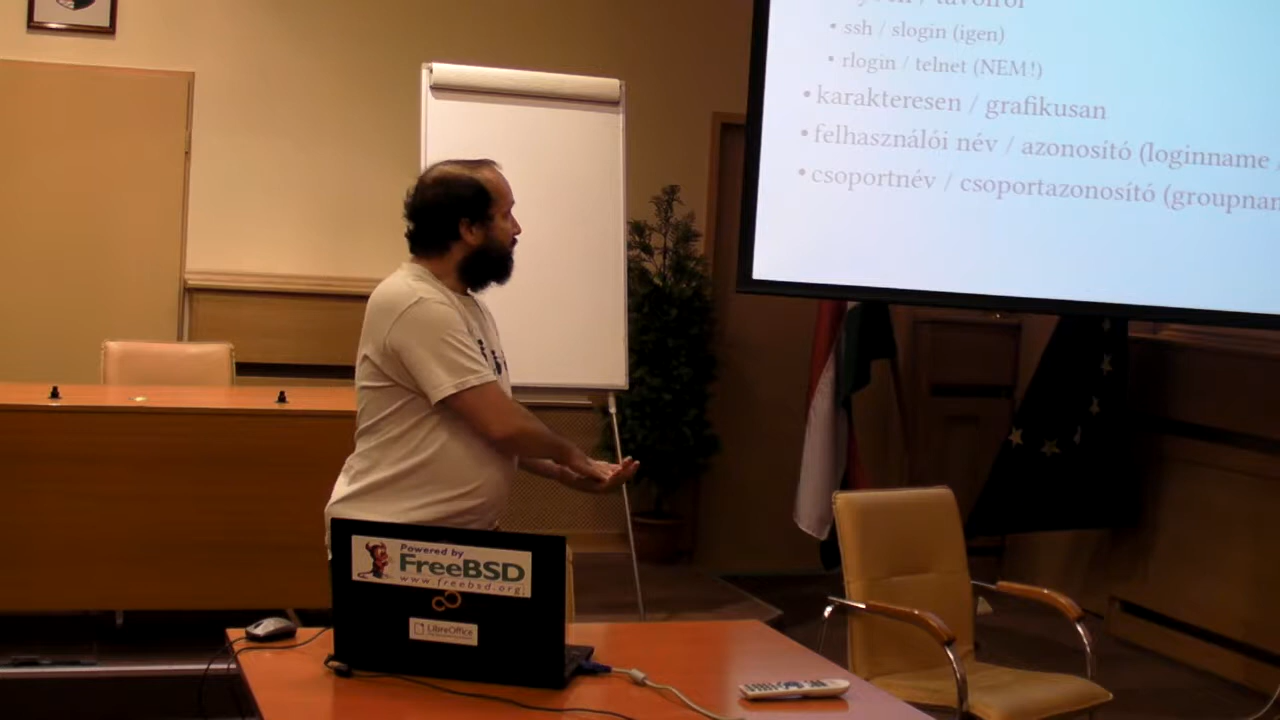 ssh / slogin (igen)
rlogin / telnet (NEM!)
karakteresen / grafikusan
felhasználói név / azonosító (loginname /
csoportnév / csoportazonosító
Powered by
FreeBSD
www.freebsd.org
LibreOffice